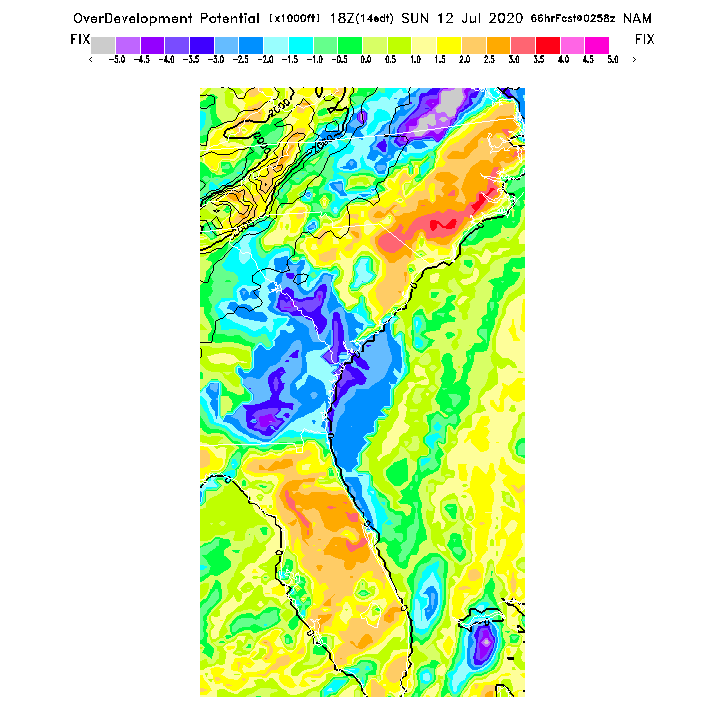 OverDevelopment Potential [x1000ft] 18Z(14edt) SUN 12 Jul 2020 66hrFcst@0258z NAM
FIX FIX
< -5.0 -4.5 -4.0 -3.5 -3.0 -2.5 -2.0 -1.5 -1.0 -0.5 0.0 0.5 1.0 1.5 2.0 2.5 3.0 3.5 4.0 4.5 5.0 >
2000